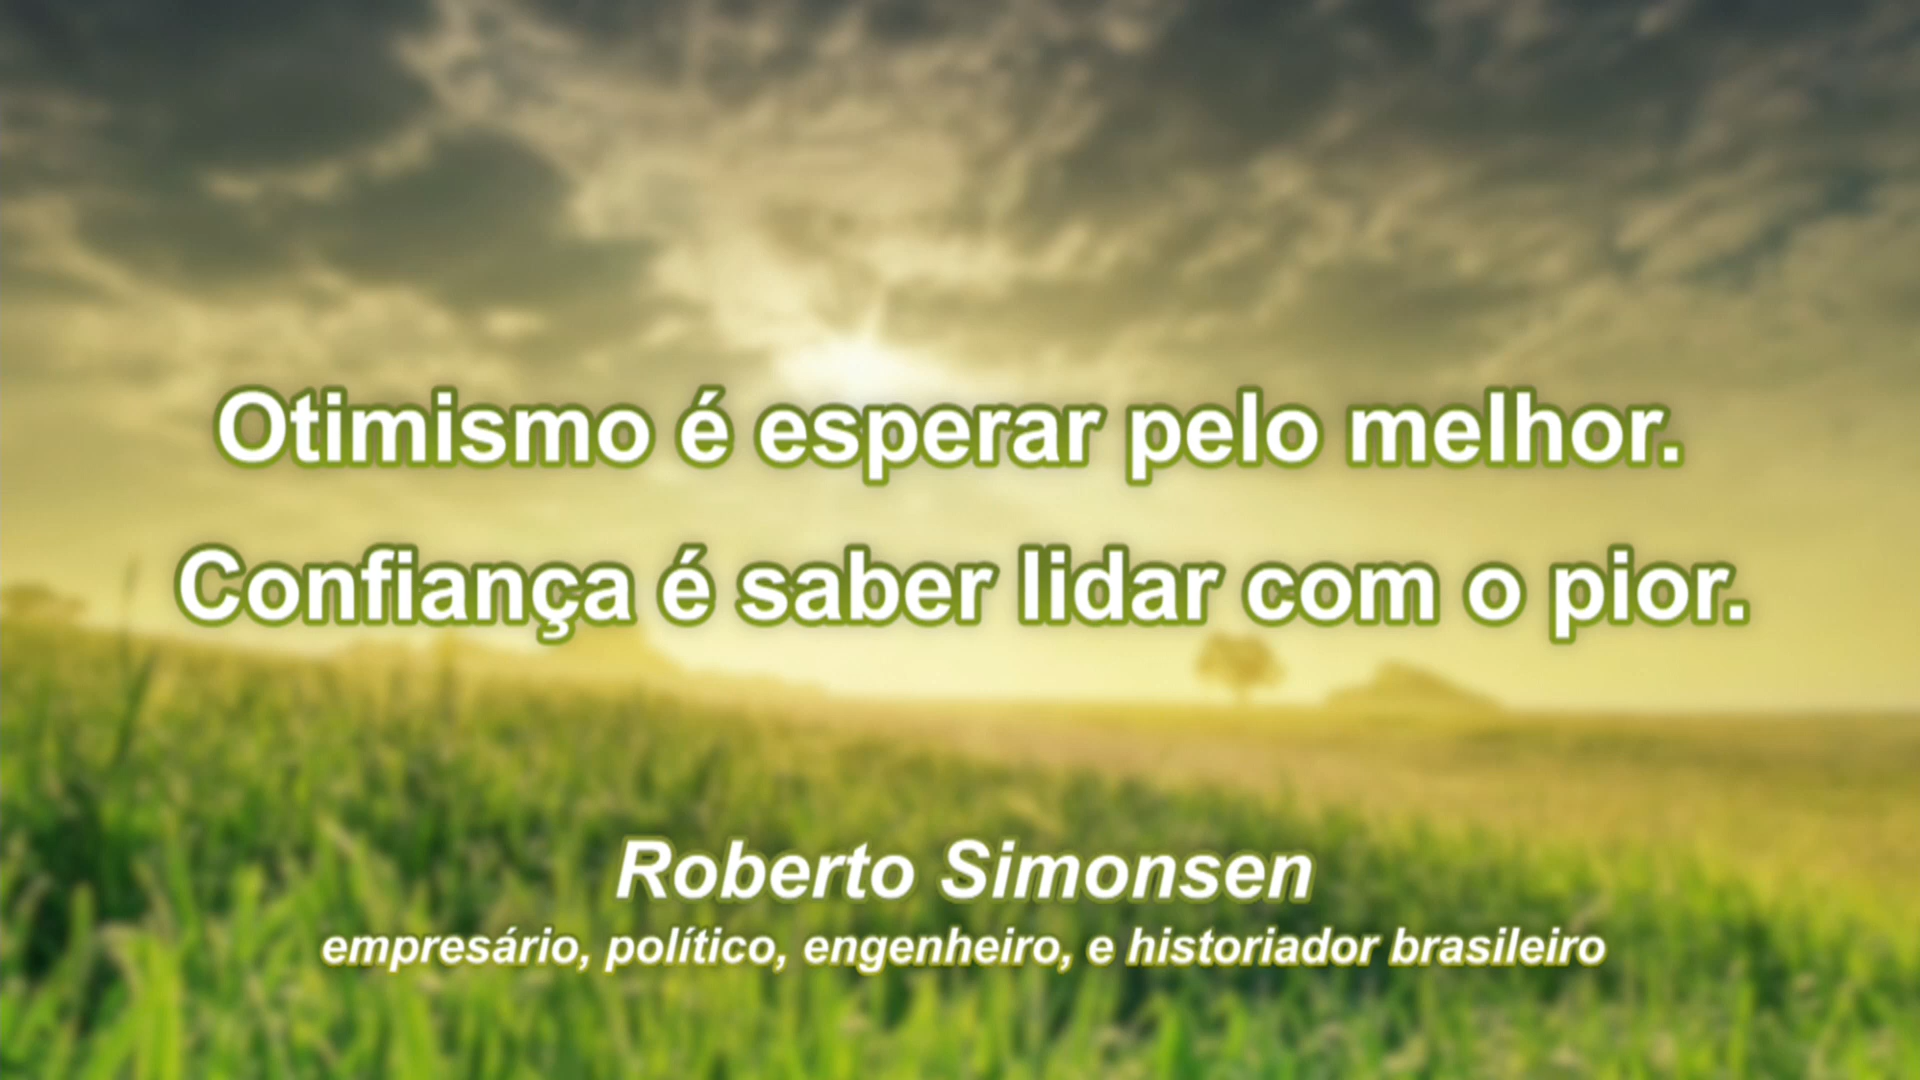 Otimismo é esperar pelo melhor.
Confiança é saber lidar com o pior.
Roberto Simonsen
empresário, político, engenheiro, e historiador brasileiro